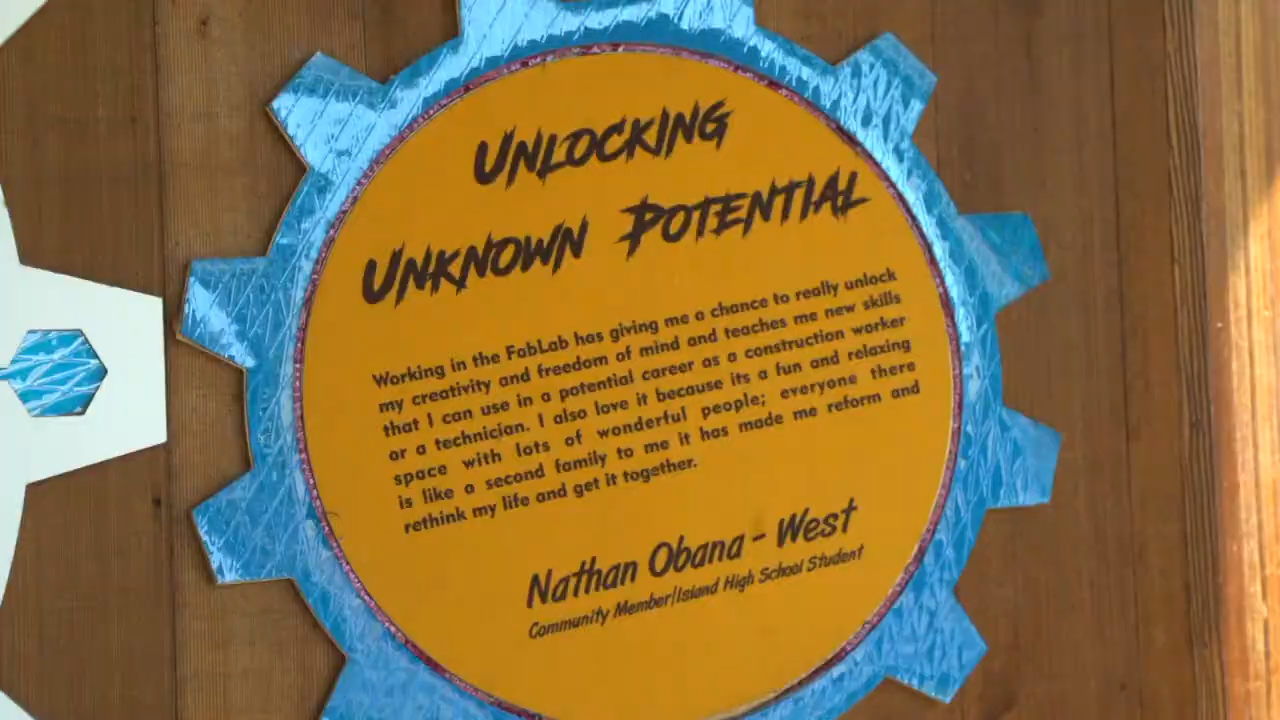 UNLOCKING
UNKNOWN POTENTIAL
Working in the FabLab has giving me a chance to really unlock
my creativity and freedom of mind and teaches me new skills
that I can use in a potential career as a construction worker
or a technician. I also love it because its a fun and relaxing
space with lots of wonderful people; everyone there
is like a second family to me it has made me reform and
rethink my life and get it together.
Nathan Obana - West
Community Member/Island High School Student